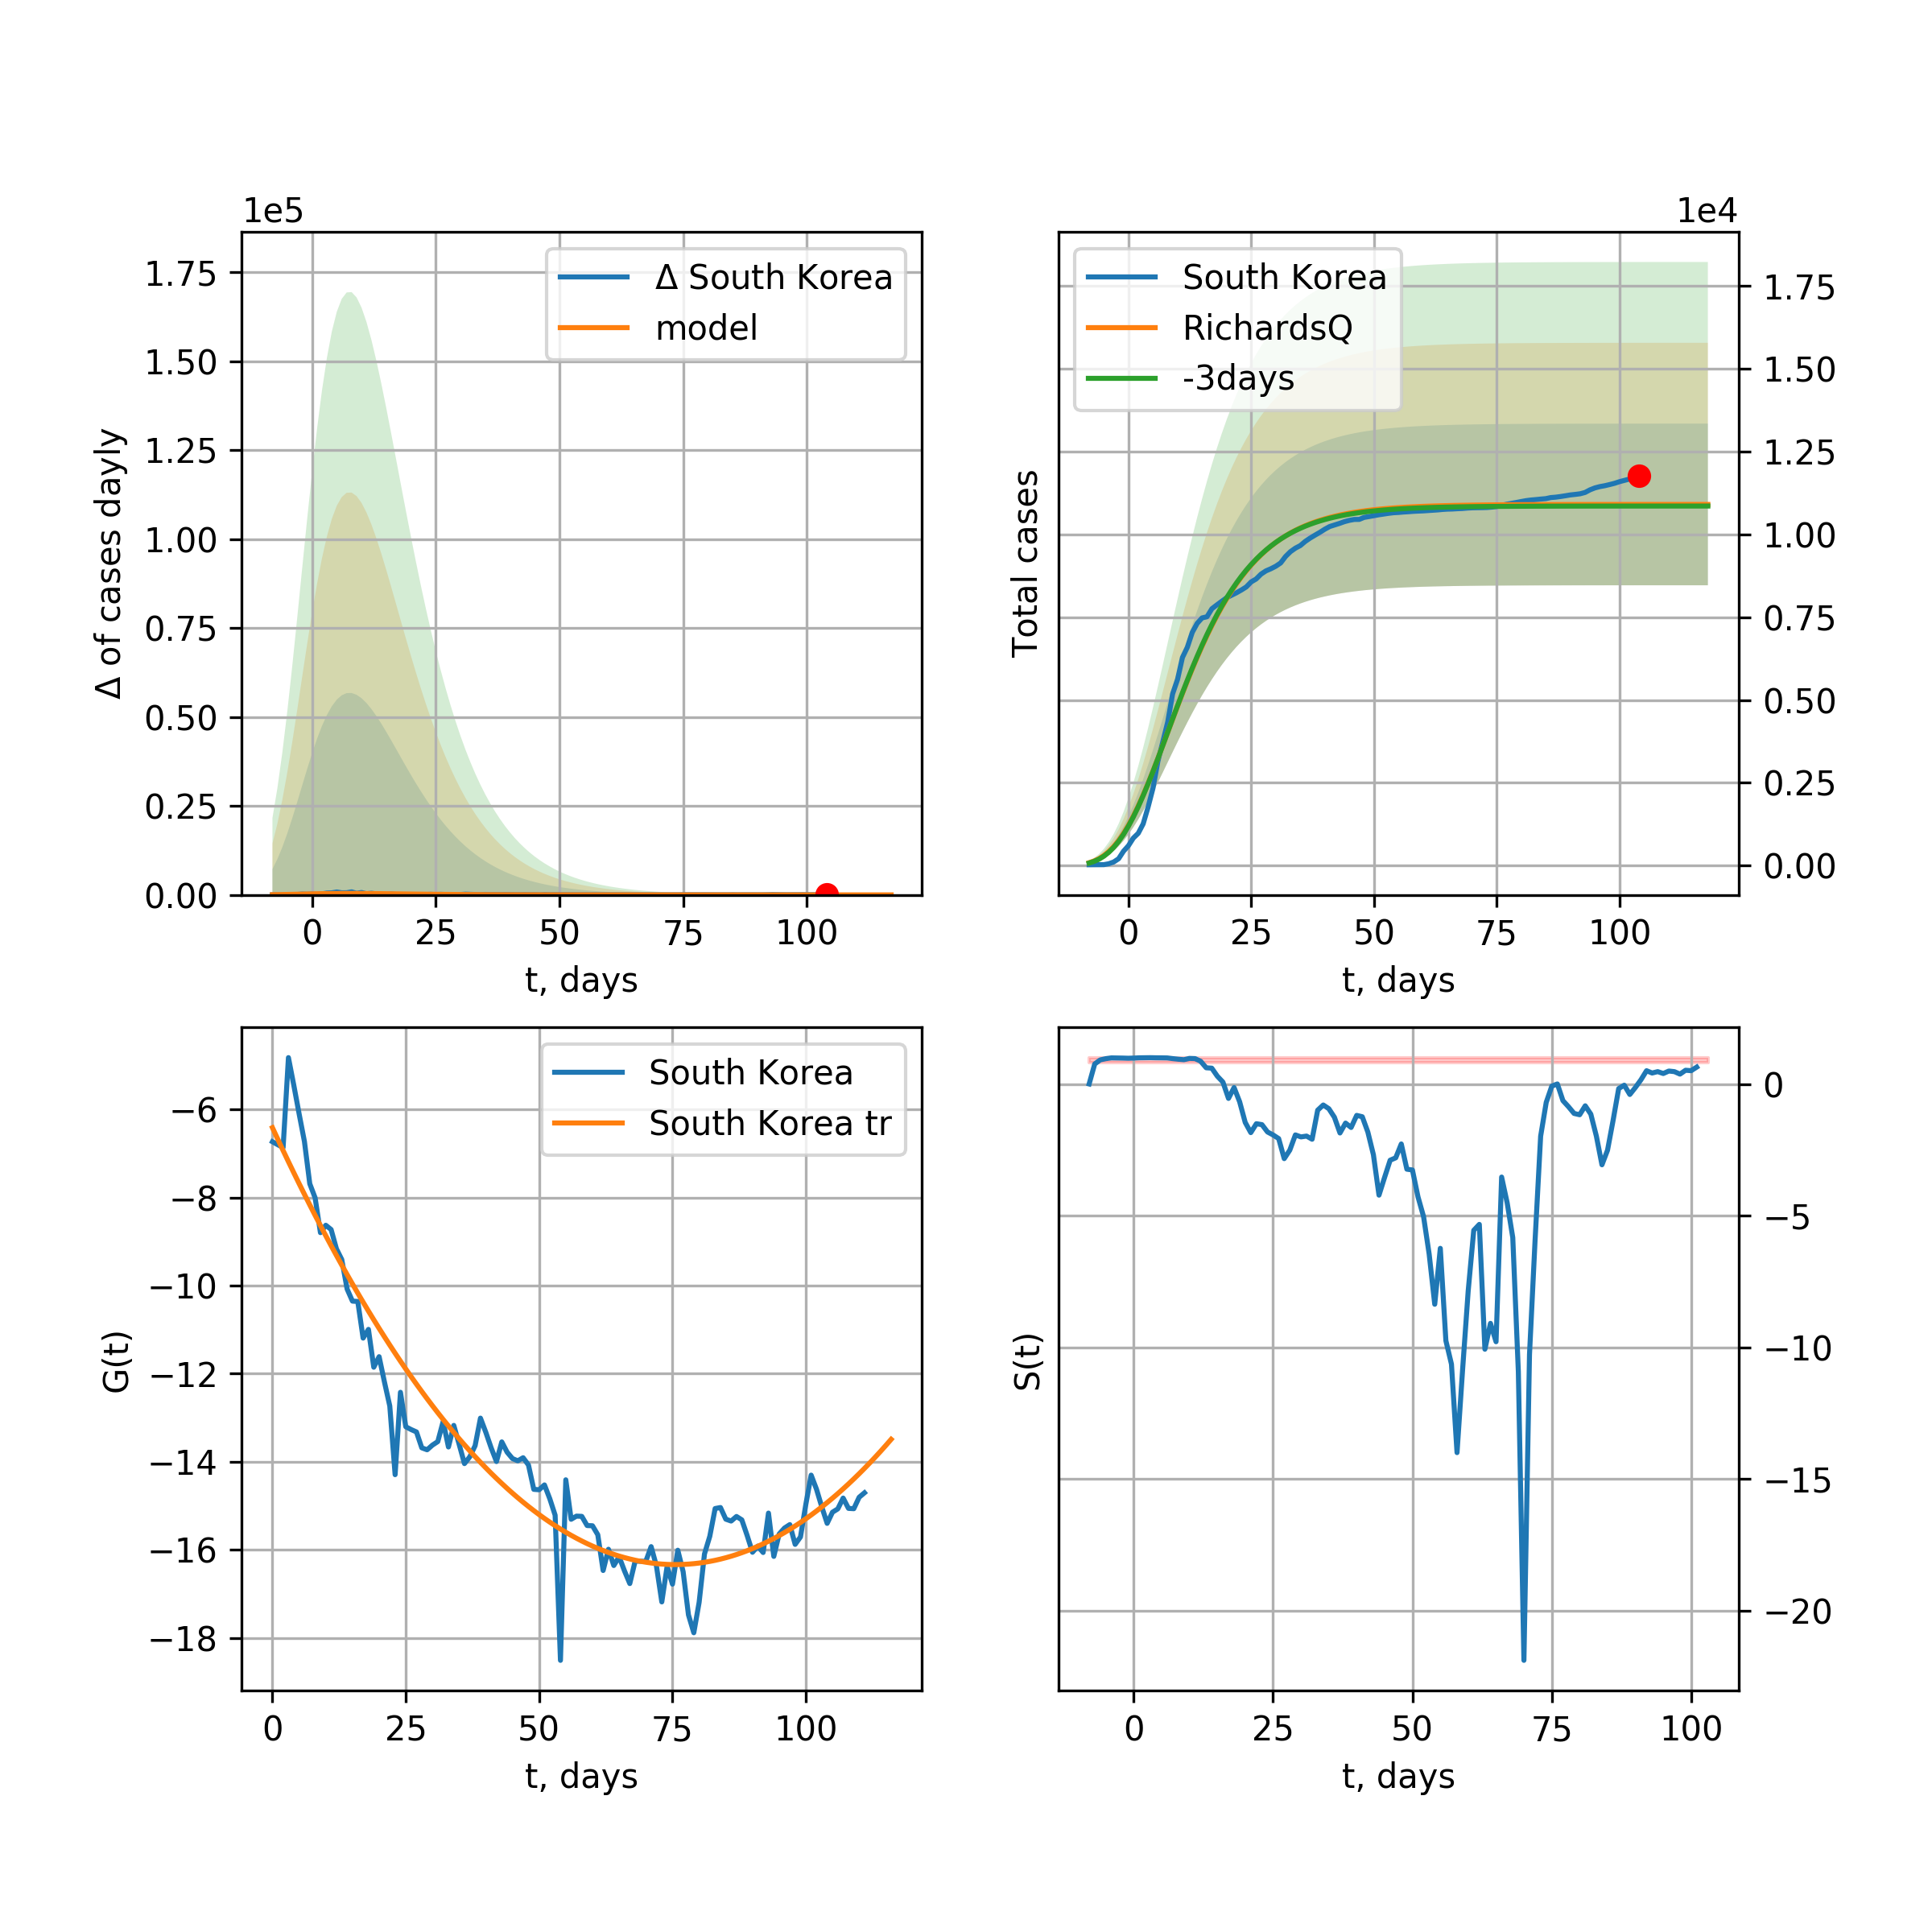 1e5
1.75
1.50
1.25
1.00
0.75
0.50
0.25
0.00
Δ of cases dayly
Δ South Korea
model
0 25 50 75 100
t, days
1e4
South Korea
RichardsQ
-3days
Total cases
1.75
1.50
1.25
1.00
0.75
0.50
0.25
0.00
0 25 50 75 100
t, days
South Korea
South Korea tr
G(t)
−6
−8
−10
−12
−14
−16
−18
0 25 50 75 100
t, days
S(t)
0
−5
−10
−15
−20
0 25 50 75 100
t, days